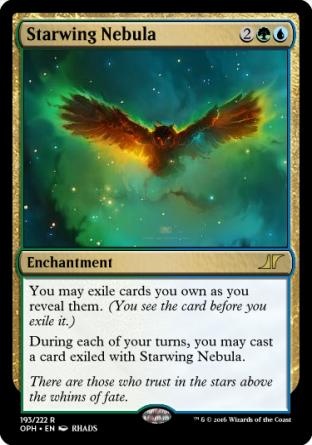 Starwing Nebula 2
Enchantment
You may exile cards you own as you
reveal them. (You see the card before you
exile it.)
During each of your turns, you may cast
a card exiled with Starwing Nebula.
There are those who trust in the stars above
the whims of fate.
193/222 R
OPH • EN RHADS
™ & © 2016 Wizards of the Coast